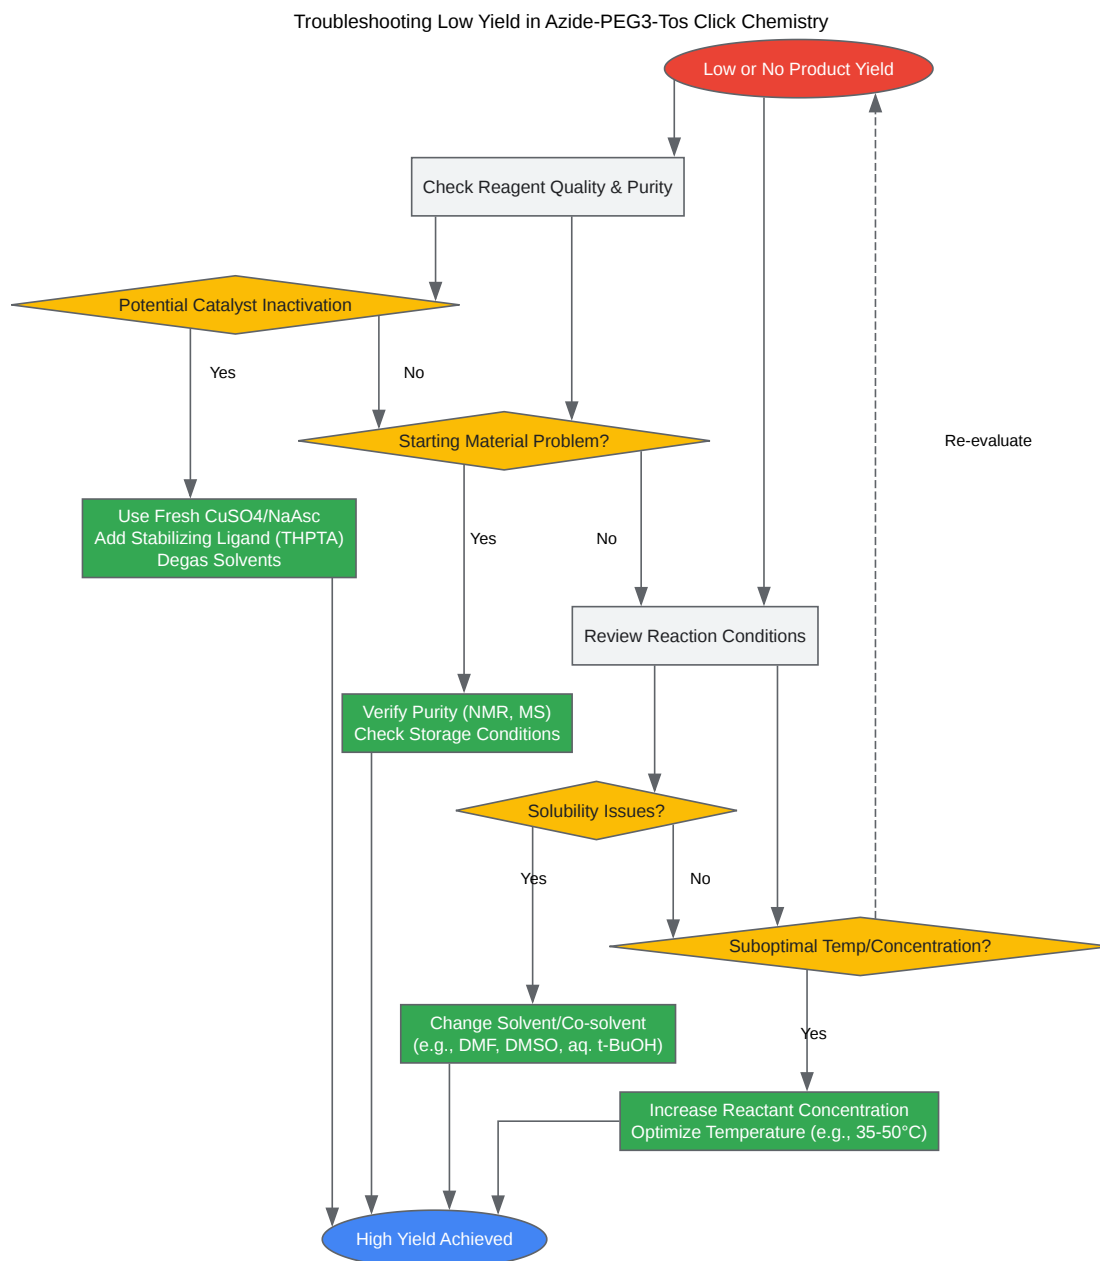 Troubleshooting Low Yield in Azide-PEG3-Tos Click Chemistry
Low or No Product Yield
Check Reagent Quality & Purity
Potential Catalyst Inactivation
Yes
No
Starting Material Problem?
Re-evaluate
Use Fresh CuSO4/NaAsc
Add Stabilizing Ligand (THPTA)
Degas Solvents
Yes
No
Review Reaction Conditions
Verify Purity (NMR, MS)
Check Storage Conditions
Solubility Issues?
Yes
No
Suboptimal Temp/Concentration?
Change Solvent/Co-solvent
(e.g., DMF, DMSO, aq. t-BuOH)
Yes
Increase Reactant Concentration
Optimize Temperature (e.g., 35-50°C)
High Yield Achieved